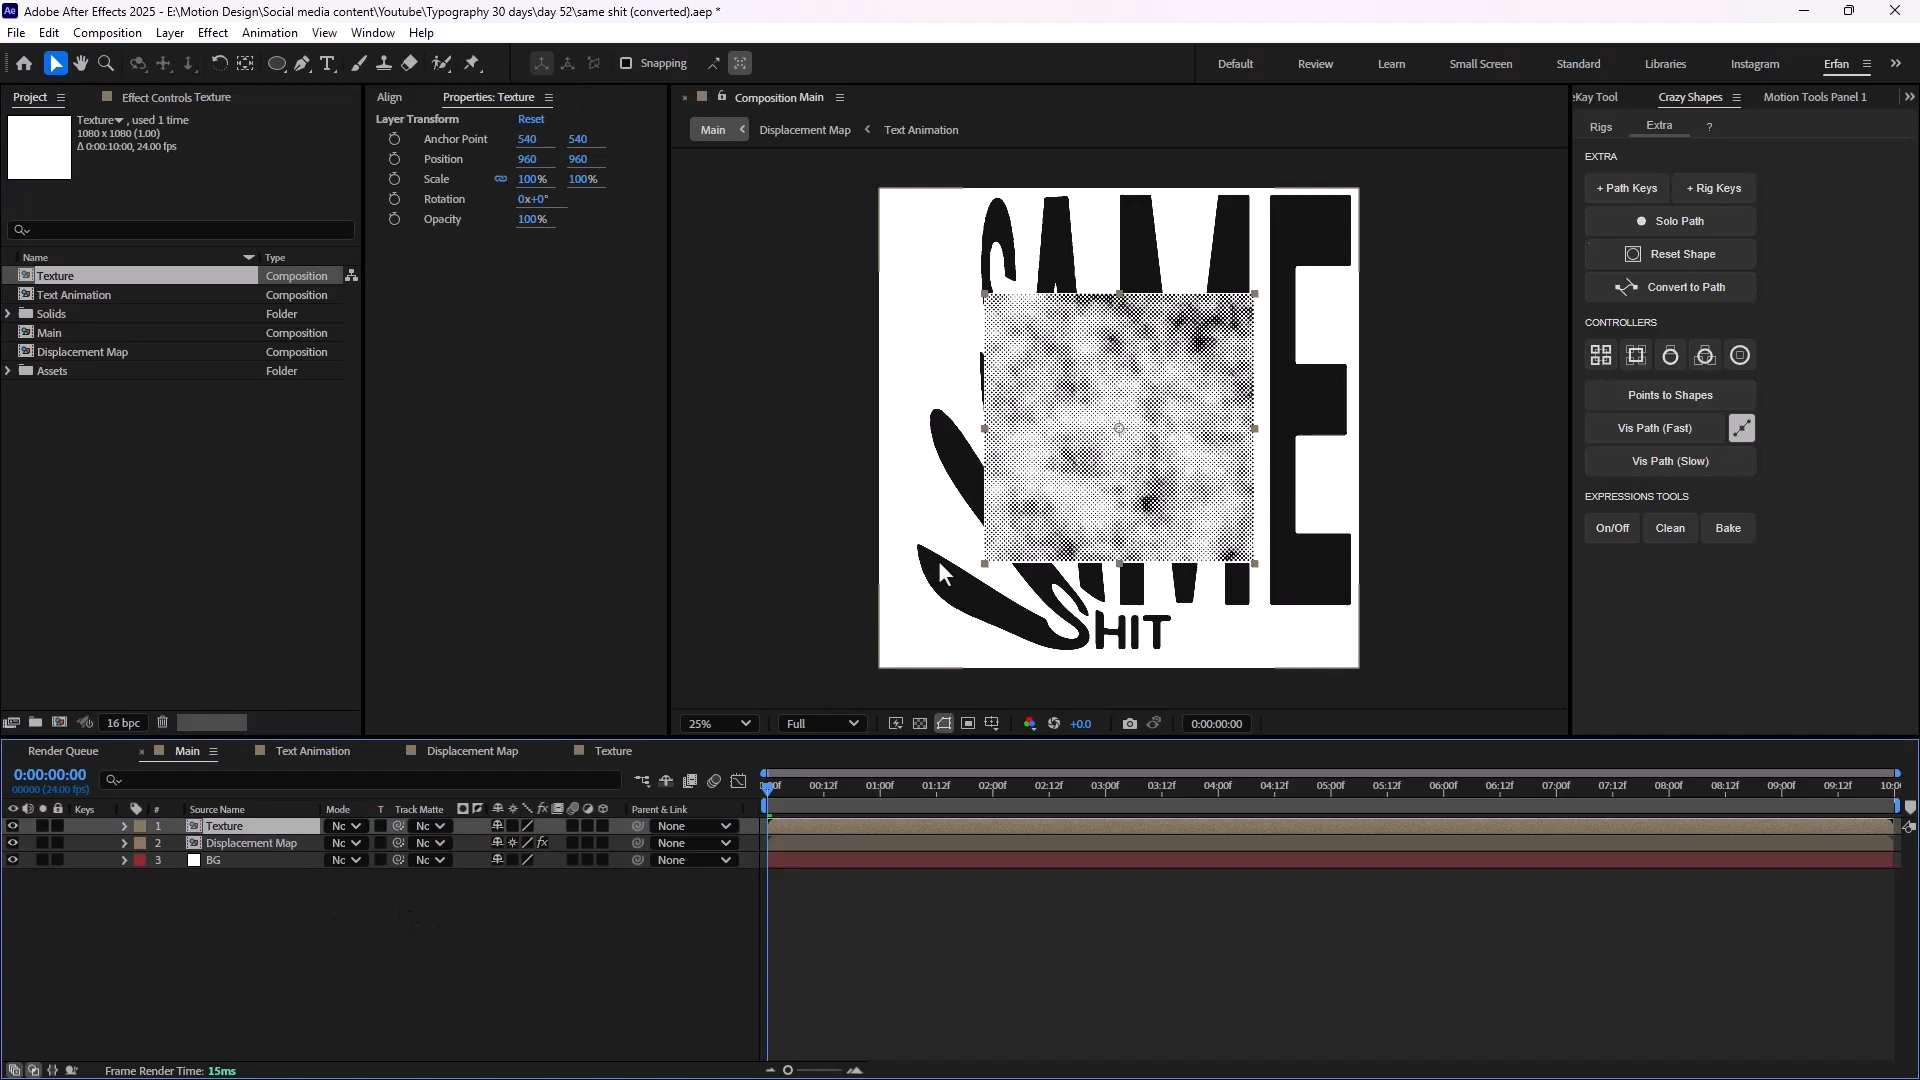 Adobe After Effects 2025 - E:\Motion Design\Social media content\Youtube\Typography 30 days\day 52\same shit (converted).aep *
File Edit Composition Layer Effect Animation View Window Help
Snapping
Default Review Learn Small Screen Standard Libraries Instagram Erfan
Project Effect Controls Texture
Texture , used 1 time
1080 x 1080 (1.00)
Δ 0:00:10:00, 24.00 fps
Name Type
Texture Composition
Text Animation Composition
Solids Folder
Main Composition
Displacement Map Composition
Assets Folder
16 bpc
Align Properties: Texture
Layer Transform Reset
Anchor Point 540 540
Position 960 960
Scale 100% 100%
Rotation 0x+0°
Opacity 100%
Composition Main
Main Displacement Map Text Animation
E
SHIT
25% Full +0.0 0:00:00:00
eKay Tool Crazy Shapes Motion Tools Panel 1
Rigs Extra ?
EXTRA
+ Path Keys + Rig Keys
Solo Path
Reset Shape
Convert to Path
CONTROLLERS
Points to Shapes
Vis Path (Fast)
Vis Path (Slow)
EXPRESSIONS TOOLS
On/Off Clean Bake
Render Queue Main Text Animation Displacement Map Texture
0:00:00:00
00000 (24.00 fps)
00:12f 01:00f 01:12f 02:00f 02:12f 03:00f 03:12f 04:00f 04:12f 05:00f 05:12f 06:00f 06:12f 07:00f 07:12f 08:00f 08:12f 09:00f 09:12f 10:0
Keys # Source Name Mode T Track Matte fx Parent & Link
1 Texture Nc Nc None
2 Displacement Map Nc Nc fx None
3 BG Nc Nc None
Frame Render Time: 15ms